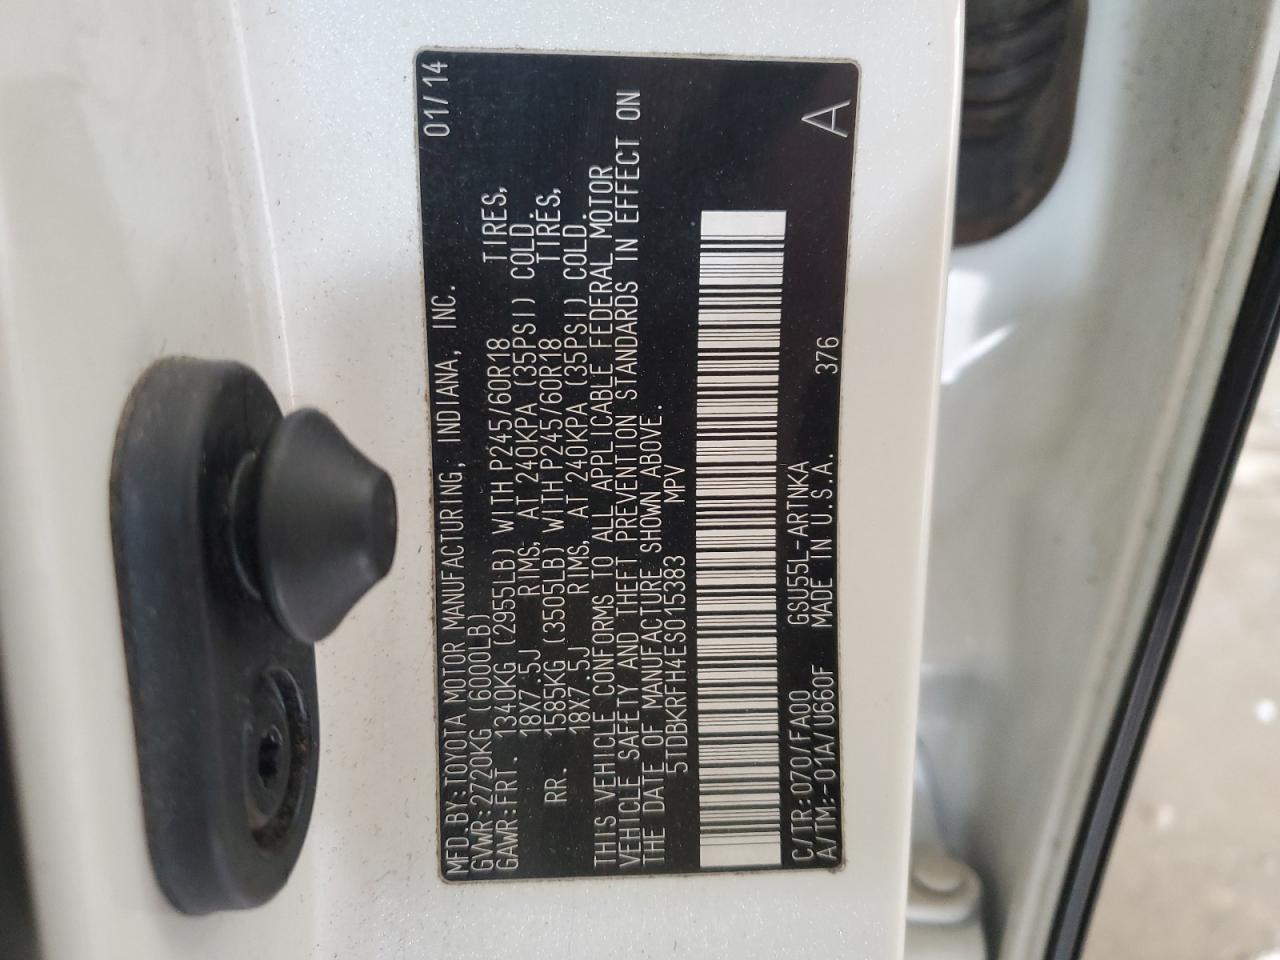 MFD.BY:TOYOTA MOTOR MANUFACTURING, INDIANA, INC. 01/14
GVWR:2720KG (6000LB)
GAWR:FRT. 1340KG (2955LB) WITH P245/60R18 TIRES,
18X7.5J RIMS, AT 240KPA (35PSI) COLD.
RR. 1585KG (3505LB) WITH P245/60R18 TIRES,
18X7.5J RIMS, AT 240KPA (35PSI) COLD.
THIS VEHICLE CONFORMS TO ALL APPLICABLE FEDERAL MOTOR
VEHICLE SAFETY AND THEFT PREVENTION STANDARDS IN EFFECT ON
THE DATE OF MANUFACTURE SHOWN ABOVE.
5TDBKRFH4ES015383 MPV
C/TR:070/FA00 GSU55L-ARTNKA
A/TM:-01A/U660F MADE IN U.S.A. 376 A